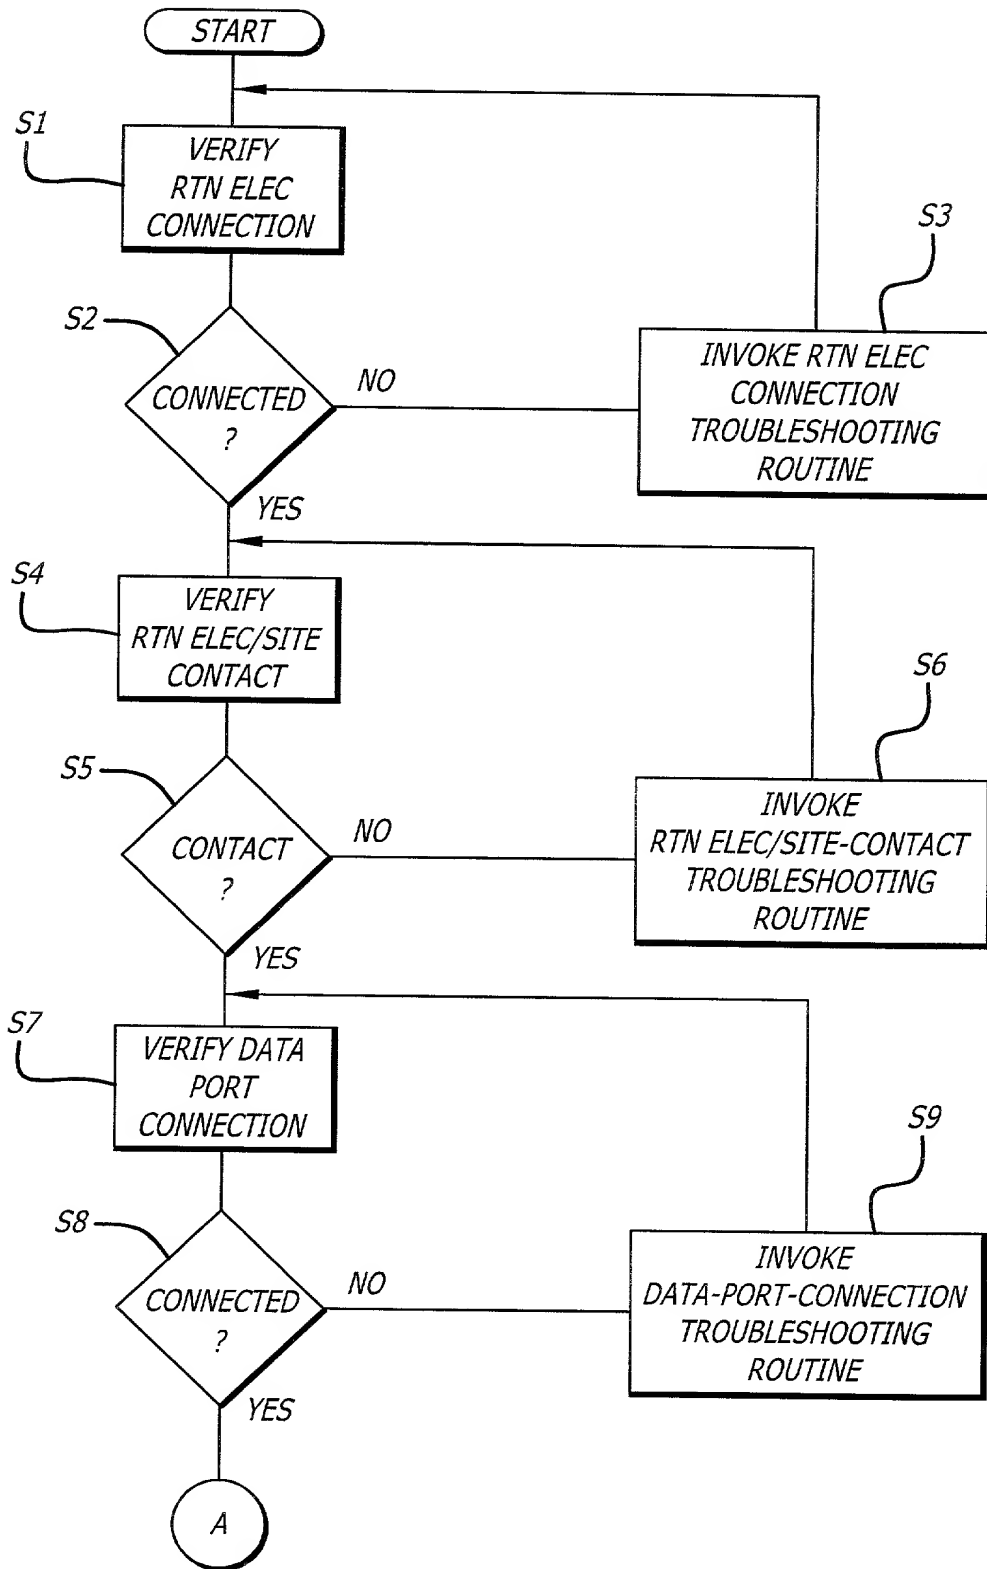 START
S1
VERIFY
RTN ELEC
CONNECTION
S2
CONNECTED
?
NO
YES
S3
INVOKE RTN ELEC
CONNECTION
TROUBLESHOOTING
ROUTINE
S4
VERIFY
RTN ELEC/SITE
CONTACT
S5
CONTACT
?
NO
YES
S6
INVOKE
RTN ELEC/SITE-CONTACT
TROUBLESHOOTING
ROUTINE
S7
VERIFY DATA
PORT
CONNECTION
S8
CONNECTED
?
NO
YES
S9
INVOKE
DATA-PORT-CONNECTION
TROUBLESHOOTING
ROUTINE
A